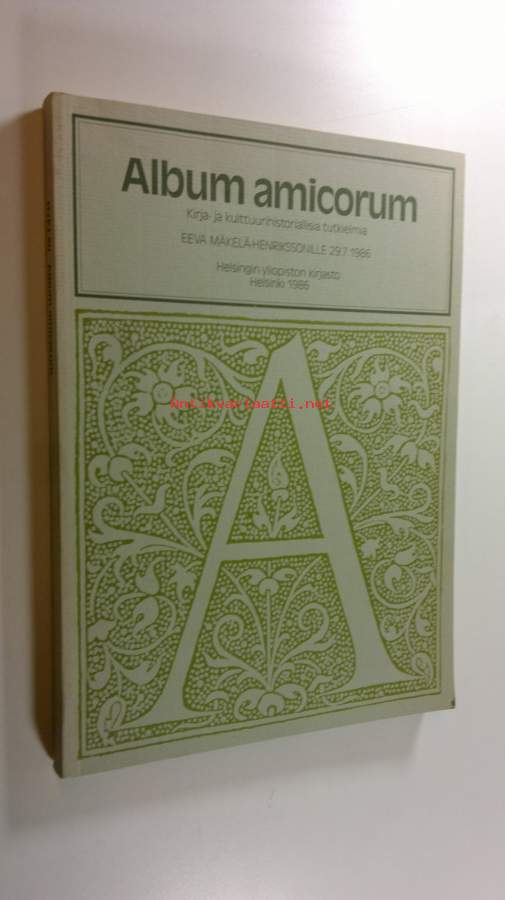 Album amicorum
Kirja- ja kulttuurihistoriallisia tutkielmia
EEVA MÄKELÄ-HENRIKSSONILLE 29.7.1986
Helsingin yliopiston kirjasto
Helsinki 1986
Antikvariaatti.net
A